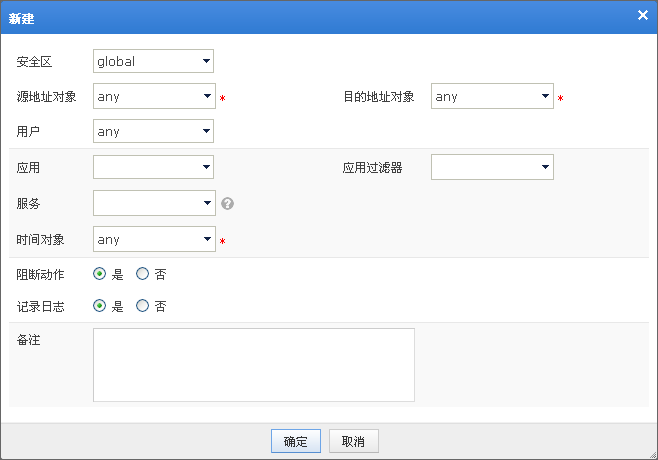 新建
安全区 global
源地址对象 any * 目的地址对象 any *
用户 any
应用 应用过滤器
服务 ?
时间对象 any *
阻断动作 是 否
记录日志 是 否
备注
确定 取消